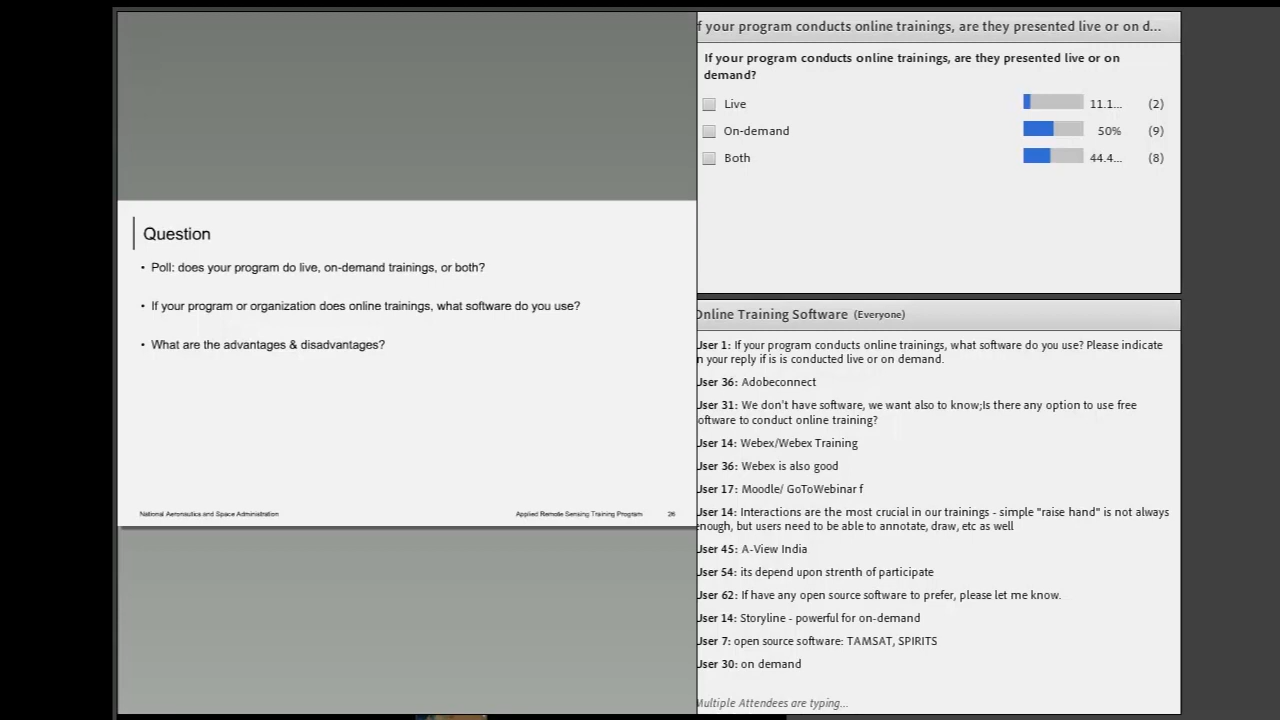 Question
• Poll: does your program do live, on-demand trainings, or both?
• If your program or organization does online trainings, what software do you use?
• What are the advantages & disadvantages?
National Aeronautics and Space Administration
Applied Remote Sensing Training Program
26
f your program conducts online trainings, are they presented live or on d...
If your program conducts online trainings, are they presented live or on
demand?
Live 11.1... (2)
On-demand 50% (9)
Both 44.4... (8)
Online Training Software (Everyone)
User 1: If your program conducts online trainings, what software do you use? Please indicate
n your reply if is is conducted live or on demand.
User 36: Adobeconnect
User 31: We don't have software, we want also to know;Is there any option to use free
oftware to conduct online training?
User 14: Webex/Webex Training
User 36: Webex is also good
User 17: Moodle/ GoToWebinar f
User 14: Interactions are the most crucial in our trainings - simple "raise hand" is not always
enough, but users need to be able to annotate, draw, etc as well
User 45: A-View India
User 54: its depend upon strenth of participate
User 62: If have any open source software to prefer, please let me know.
User 14: Storyline - powerful for on-demand
User 7: open source software: TAMSAT, SPIRITS
User 30: on demand
Multiple Attendees are typing...